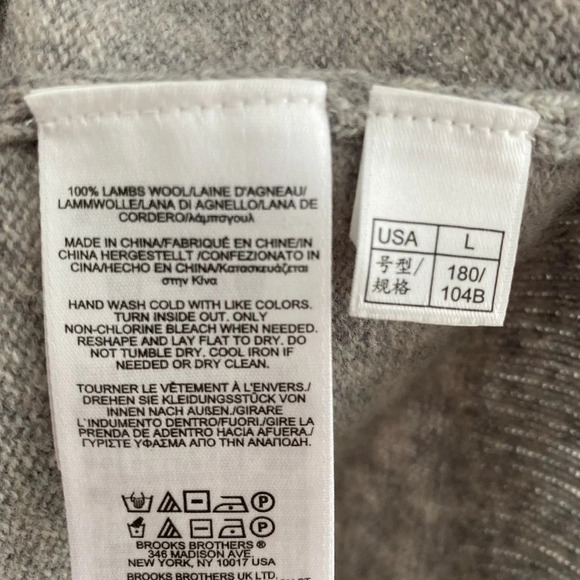 100% LAMBS WOOL/LAINE D'AGNEAU/
LAMMWOLLE/LANA DI AGNELLO/LANA DE
CORDERO/λάμπσγουλ
MADE IN CHINA/FABRIQUÉ EN CHINE/IN
CHINA HERGESTELLT /CONFEZIONATO IN
CINA/HECHO EN CHINA/Κατασκευάζεται
στην Κίνα
HAND WASH COLD WITH LIKE COLORS.
TURN INSIDE OUT. ONLY
NON-CHLORINE BLEACH WHEN NEEDED.
RESHAPE AND LAY FLAT TO DRY. DO
NOT TUMBLE DRY. COOL IRON IF
NEEDED OR DRY CLEAN.
TOURNER LE VÊTEMENT À L'ENVERS./
DREHEN SIE KLEIDUNGSSTÜCK VON
INNEN NACH AUßEN./GIRARE
L'INDUMENTO DENTRO/FUORI./GIRE LA
PRENDA DE ADENTRO HACIA AFUERA./
ΓΥΡΙΣΤΕ ΥΦΑΣΜΑ ΑΠΟ ΤΗΝ ΑΝΑΠΟΔΗ.
P
P
BROOKS BROTHERS ®
346 MADISON AVE.
NEW YORK, NY 10017 USA
BROOKS BROTHERS UK LTD.
USA L
号型/ 180/
规格 104B